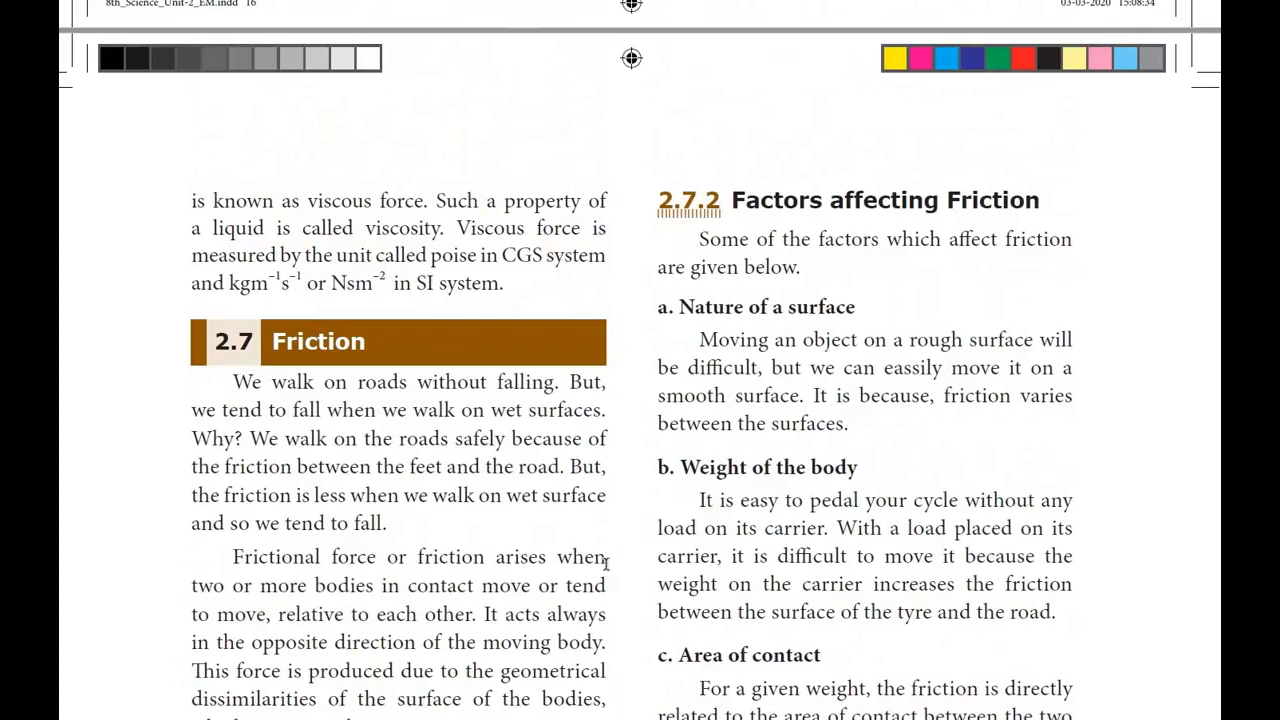 8th_Science_Unit-2_EM.indd 16
03-03-2020 15:08:34
is known as viscous force. Such a property of
a liquid is called viscosity. Viscous force is
measured by the unit called poise in CGS system
and kgm⁻¹s⁻¹ or Nsm⁻² in SI system.
2.7 Friction
We walk on roads without falling. But,
we tend to fall when we walk on wet surfaces.
Why? We walk on the roads safely because of
the friction between the feet and the road. But,
the friction is less when we walk on wet surface
and so we tend to fall.
Frictional force or friction arises when
two or more bodies in contact move or tend
to move, relative to each other. It acts always
in the opposite direction of the moving body.
This force is produced due to the geometrical
dissimilarities of the surface of the bodies,
2.7.2 Factors affecting Friction
Some of the factors which affect friction
are given below.
a. Nature of a surface
Moving an object on a rough surface will
be difficult, but we can eassily move it on a
smooth surface. It is because, friction varies
between the surfaces.
b. Weight of the body
It is easy to pedal your cycle without any
load on its carrier. With a load placed on its
carrier, it is difficult to move it because the
weight on the carrier increases the friction
between the surface of the tyre and the road.
c. Area of contact
For a given weight, the friction is directly
related to the area of contact between the two